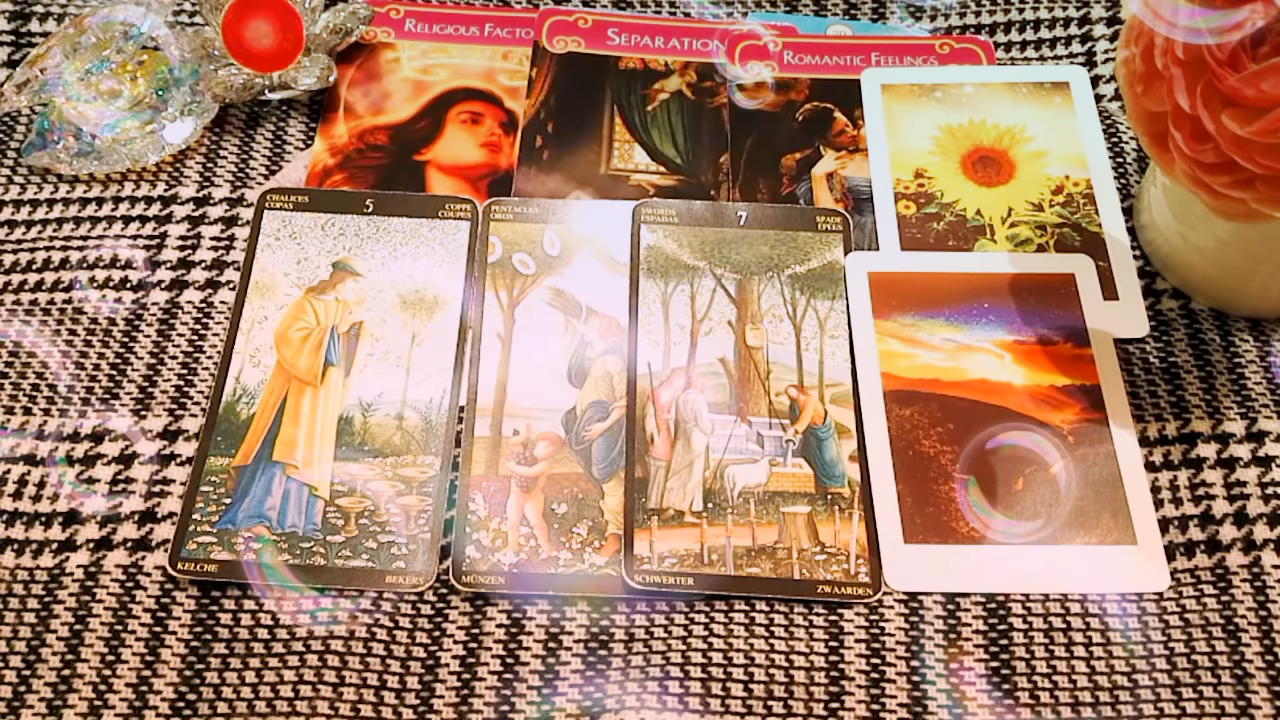 RELIGIOUS FACTO
SEPARATION
ROMANTIC FEELINGS
CHALICES
COPAS
5
COPPE
COUPES
PENTACLES
OROS
SWORDS
ESPADAS
7
SPADE
ÉPÉES
KELCHE
BEKERS
MÜNZEN
SCHWERTER
ZWAARDEN